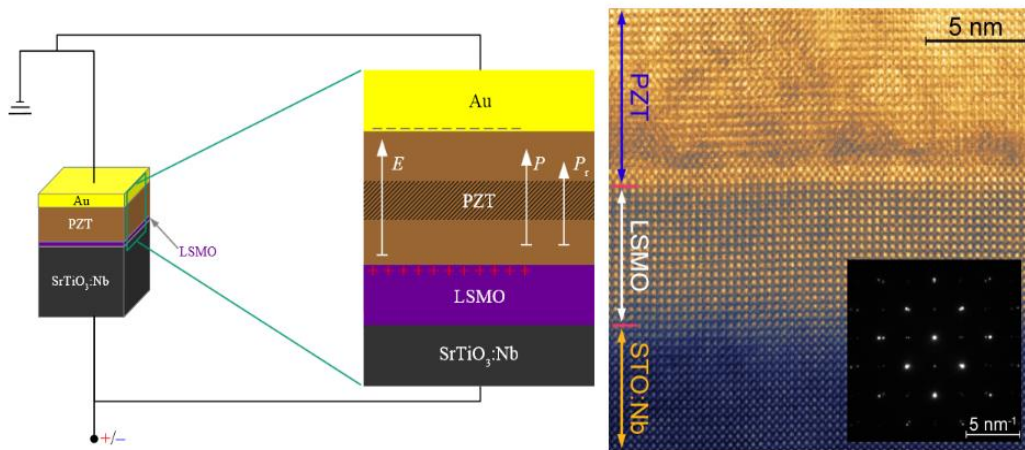 Au
PZT
LSMO
SrTiO₃:Nb
+/–
Au
E
P
Pr
PZT
LSMO
SrTiO₃:Nb
5 nm
PZT
LSMO
STO:Nb
5 nm⁻¹